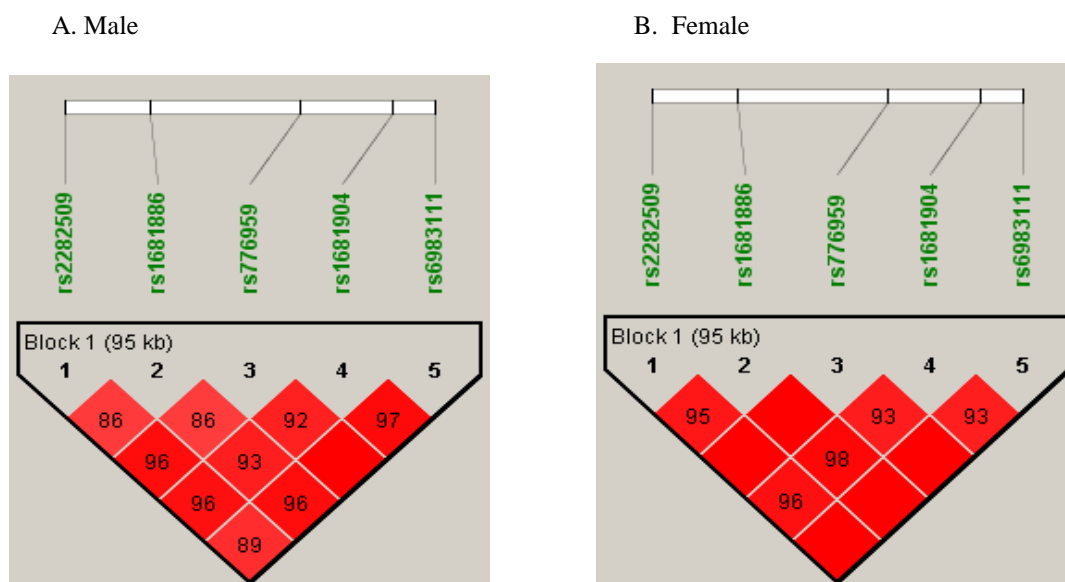 A. Male
rs2282509
rs1681886
rs776959
rs1681904
rs6983111
Block 1 (95 kb)
1 2 3 4 5
86 86 92 97
96 93
96 96
89
B. Female
rs2282509
rs1681886
rs776959
rs1681904
rs6983111
Block 1 (95 kb)
1 2 3 4 5
95 93 93
98
96